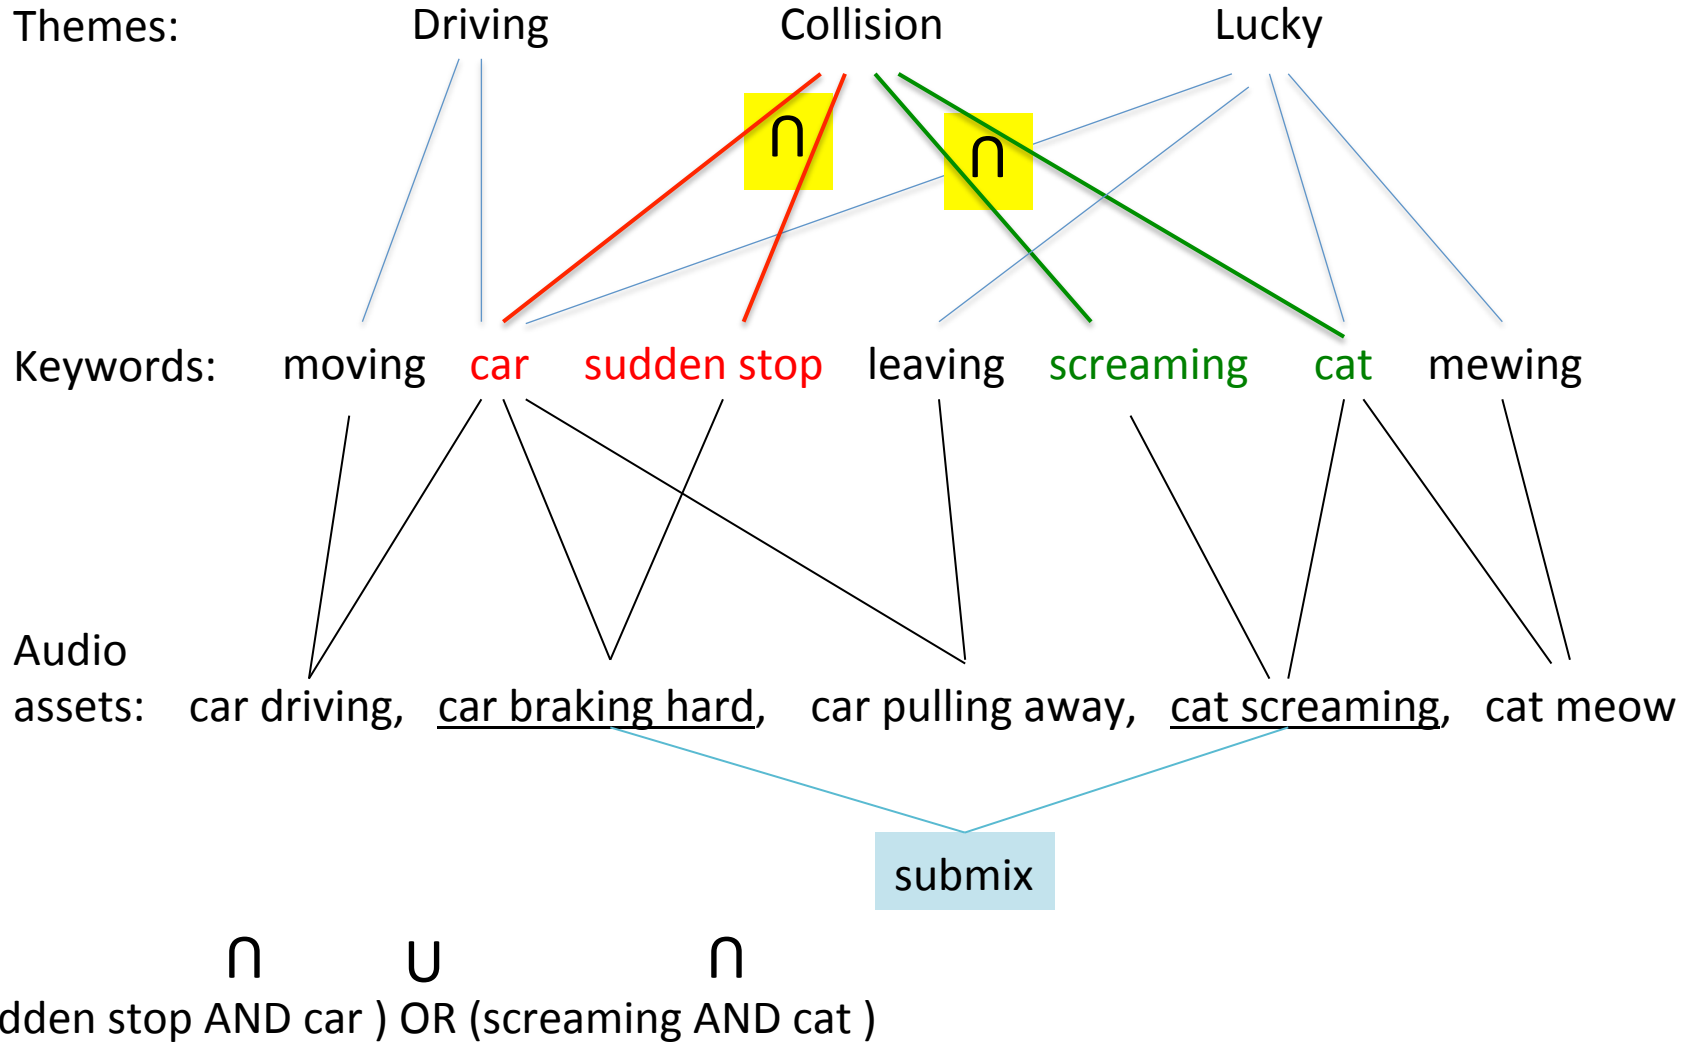 Themes: Driving Collision Lucky
∩ ∩
Keywords: moving car sudden stop leaving screaming cat mewing
Audio
assets: car driving, car braking hard, car pulling away, cat screaming, cat meow
submix
∩ ∪ ∩
dden stop AND car ) OR (screaming AND cat )